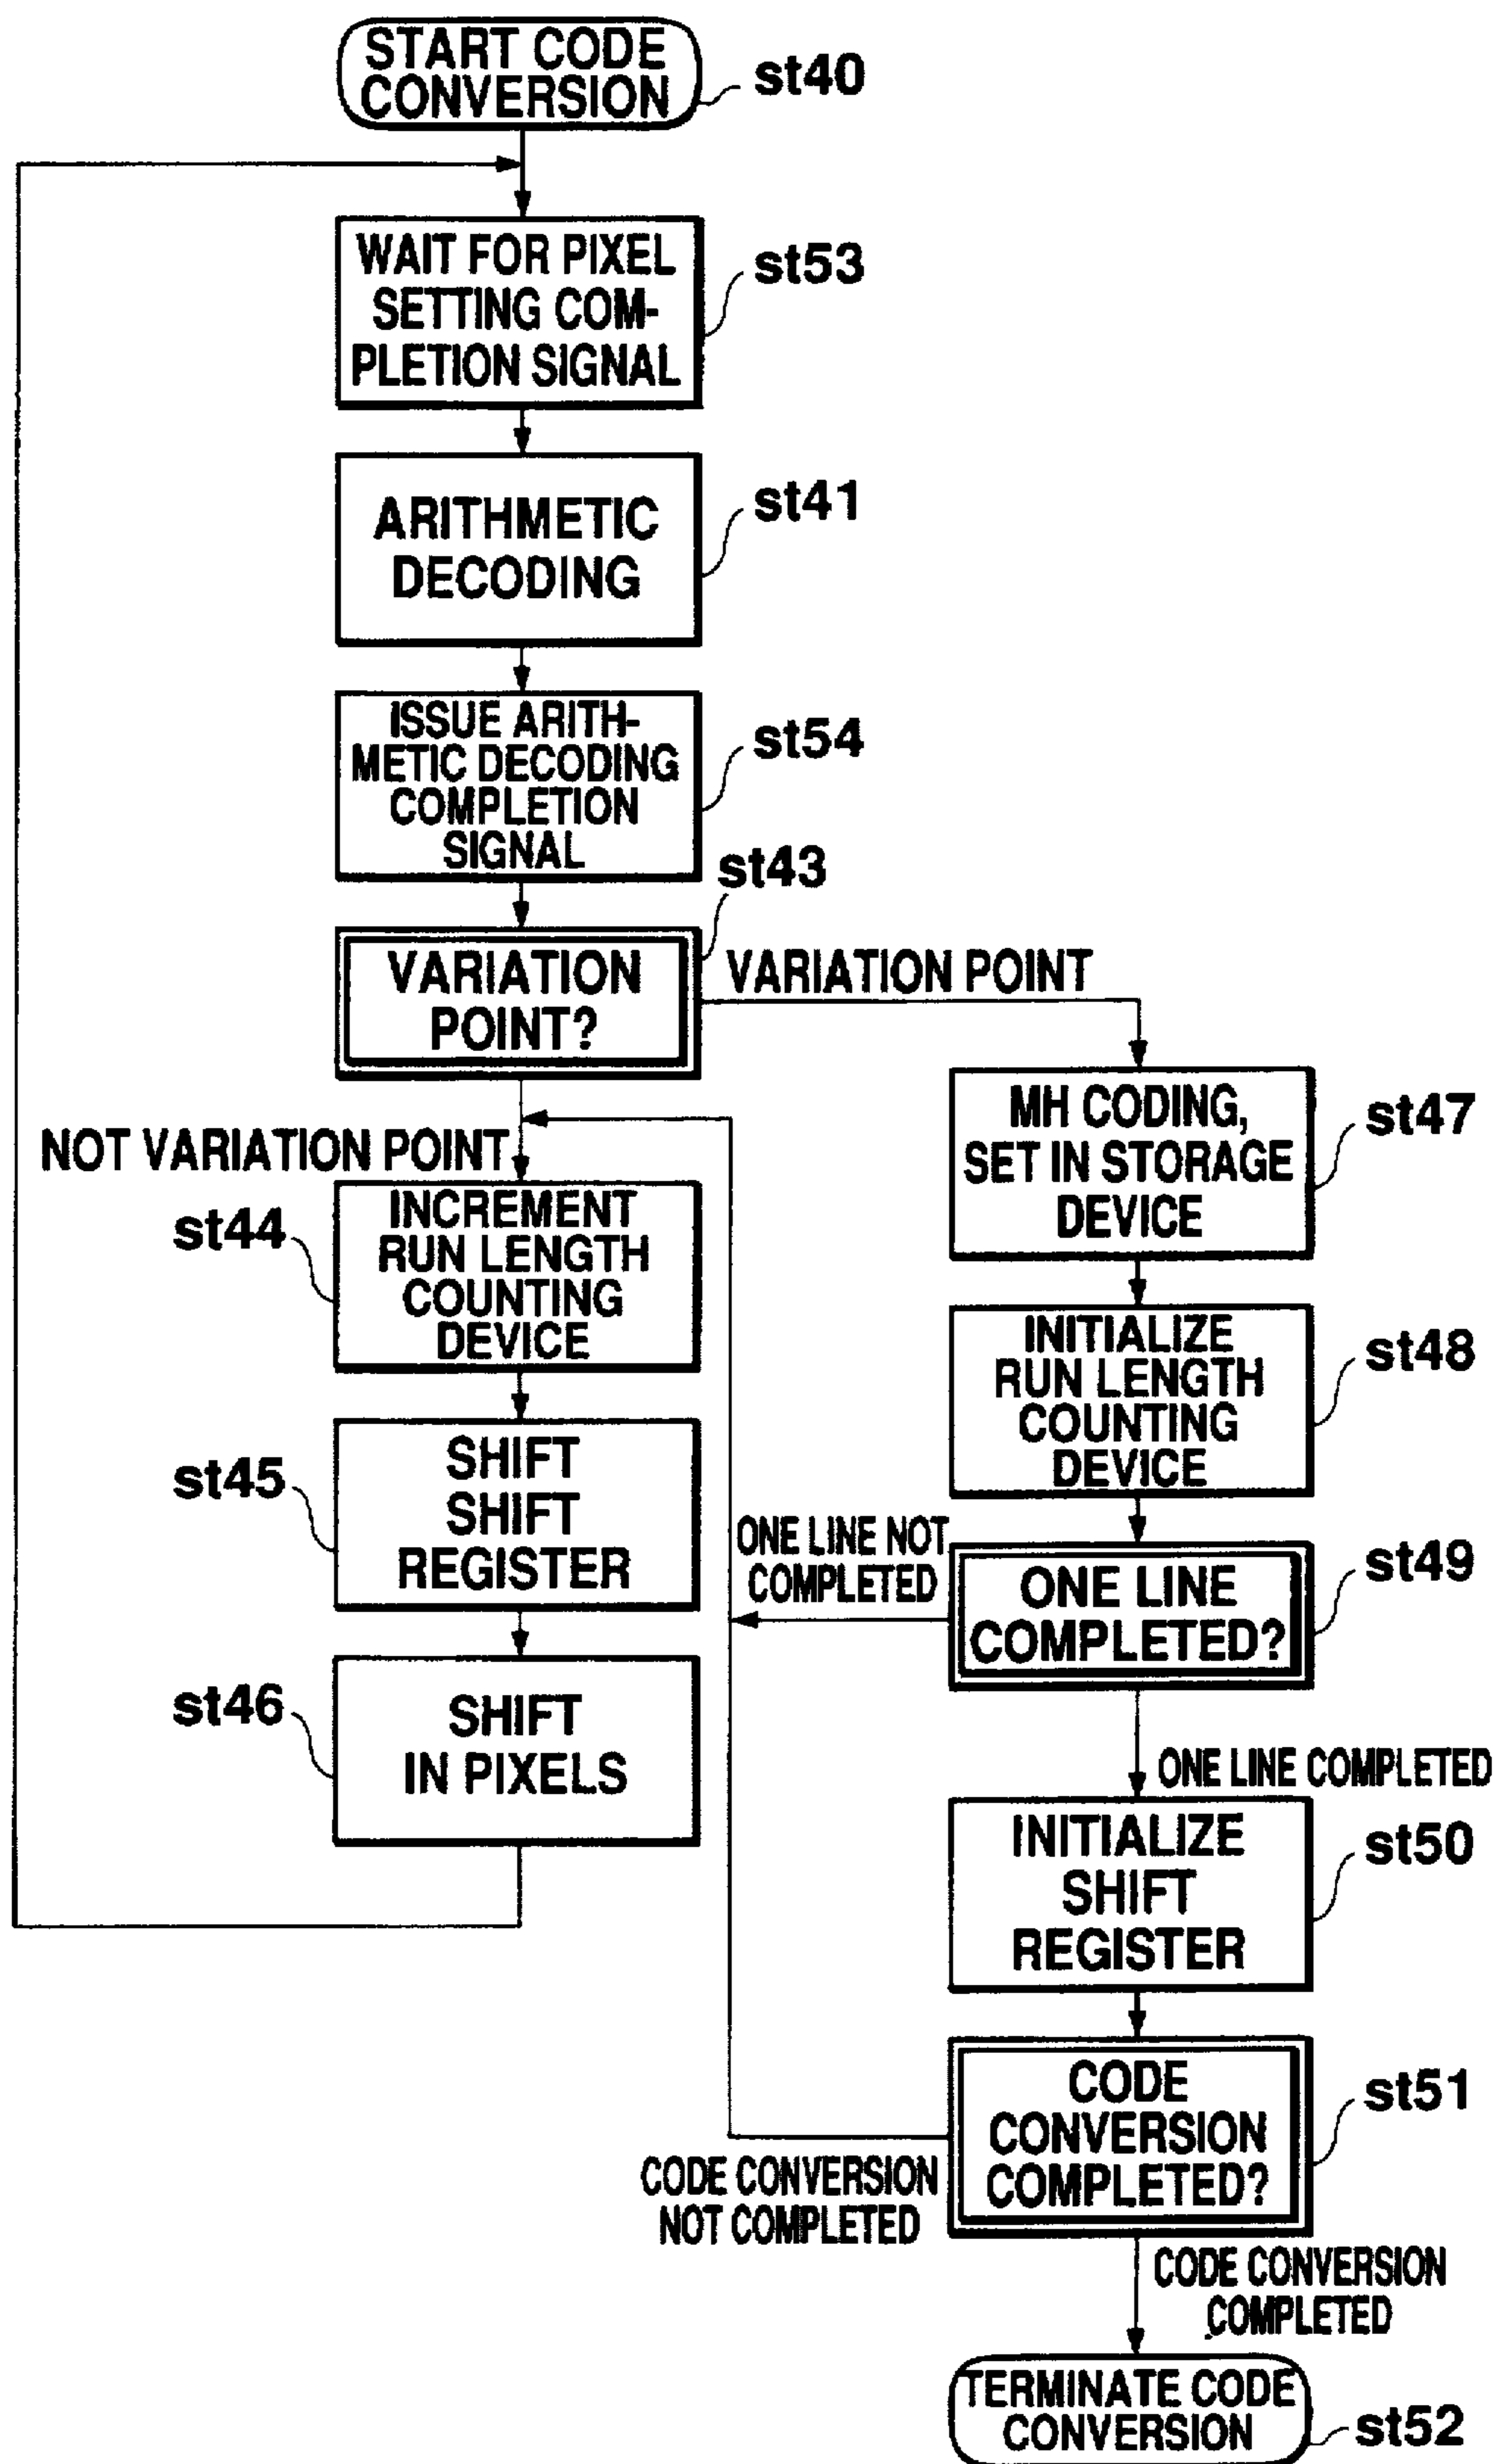 START CODE
CONVERSION
st40
WAIT FOR PIXEL
SETTING COM-
PLETION SIGNAL
st53
ARITHMETIC
DECODING
st41
ISSUE ARITH-
METIC DECODING
COMPLETION
SIGNAL
st54
VARIATION
POINT?
st43
VARIATION POINT
NOT VARIATION POINT
INCREMENT
RUN LENGTH
COUNTING
DEVICE
st44
SHIFT
SHIFT
REGISTER
st45
SHIFT
IN PIXELS
st46
MH CODING,
SET IN STORAGE
DEVICE
st47
INITIALIZE
RUN LENGTH
COUNTING
DEVICE
st48
ONE LINE NOT
COMPLETED
ONE LINE
COMPLETED?
st49
ONE LINE COMPLETED
INITIALIZE
SHIFT
REGISTER
st50
CODE
CONVERSION
COMPLETED?
st51
CODE CONVERSION
NOT COMPLETED
CODE CONVERSION
COMPLETED
TERMINATE CODE
CONVERSION
st52